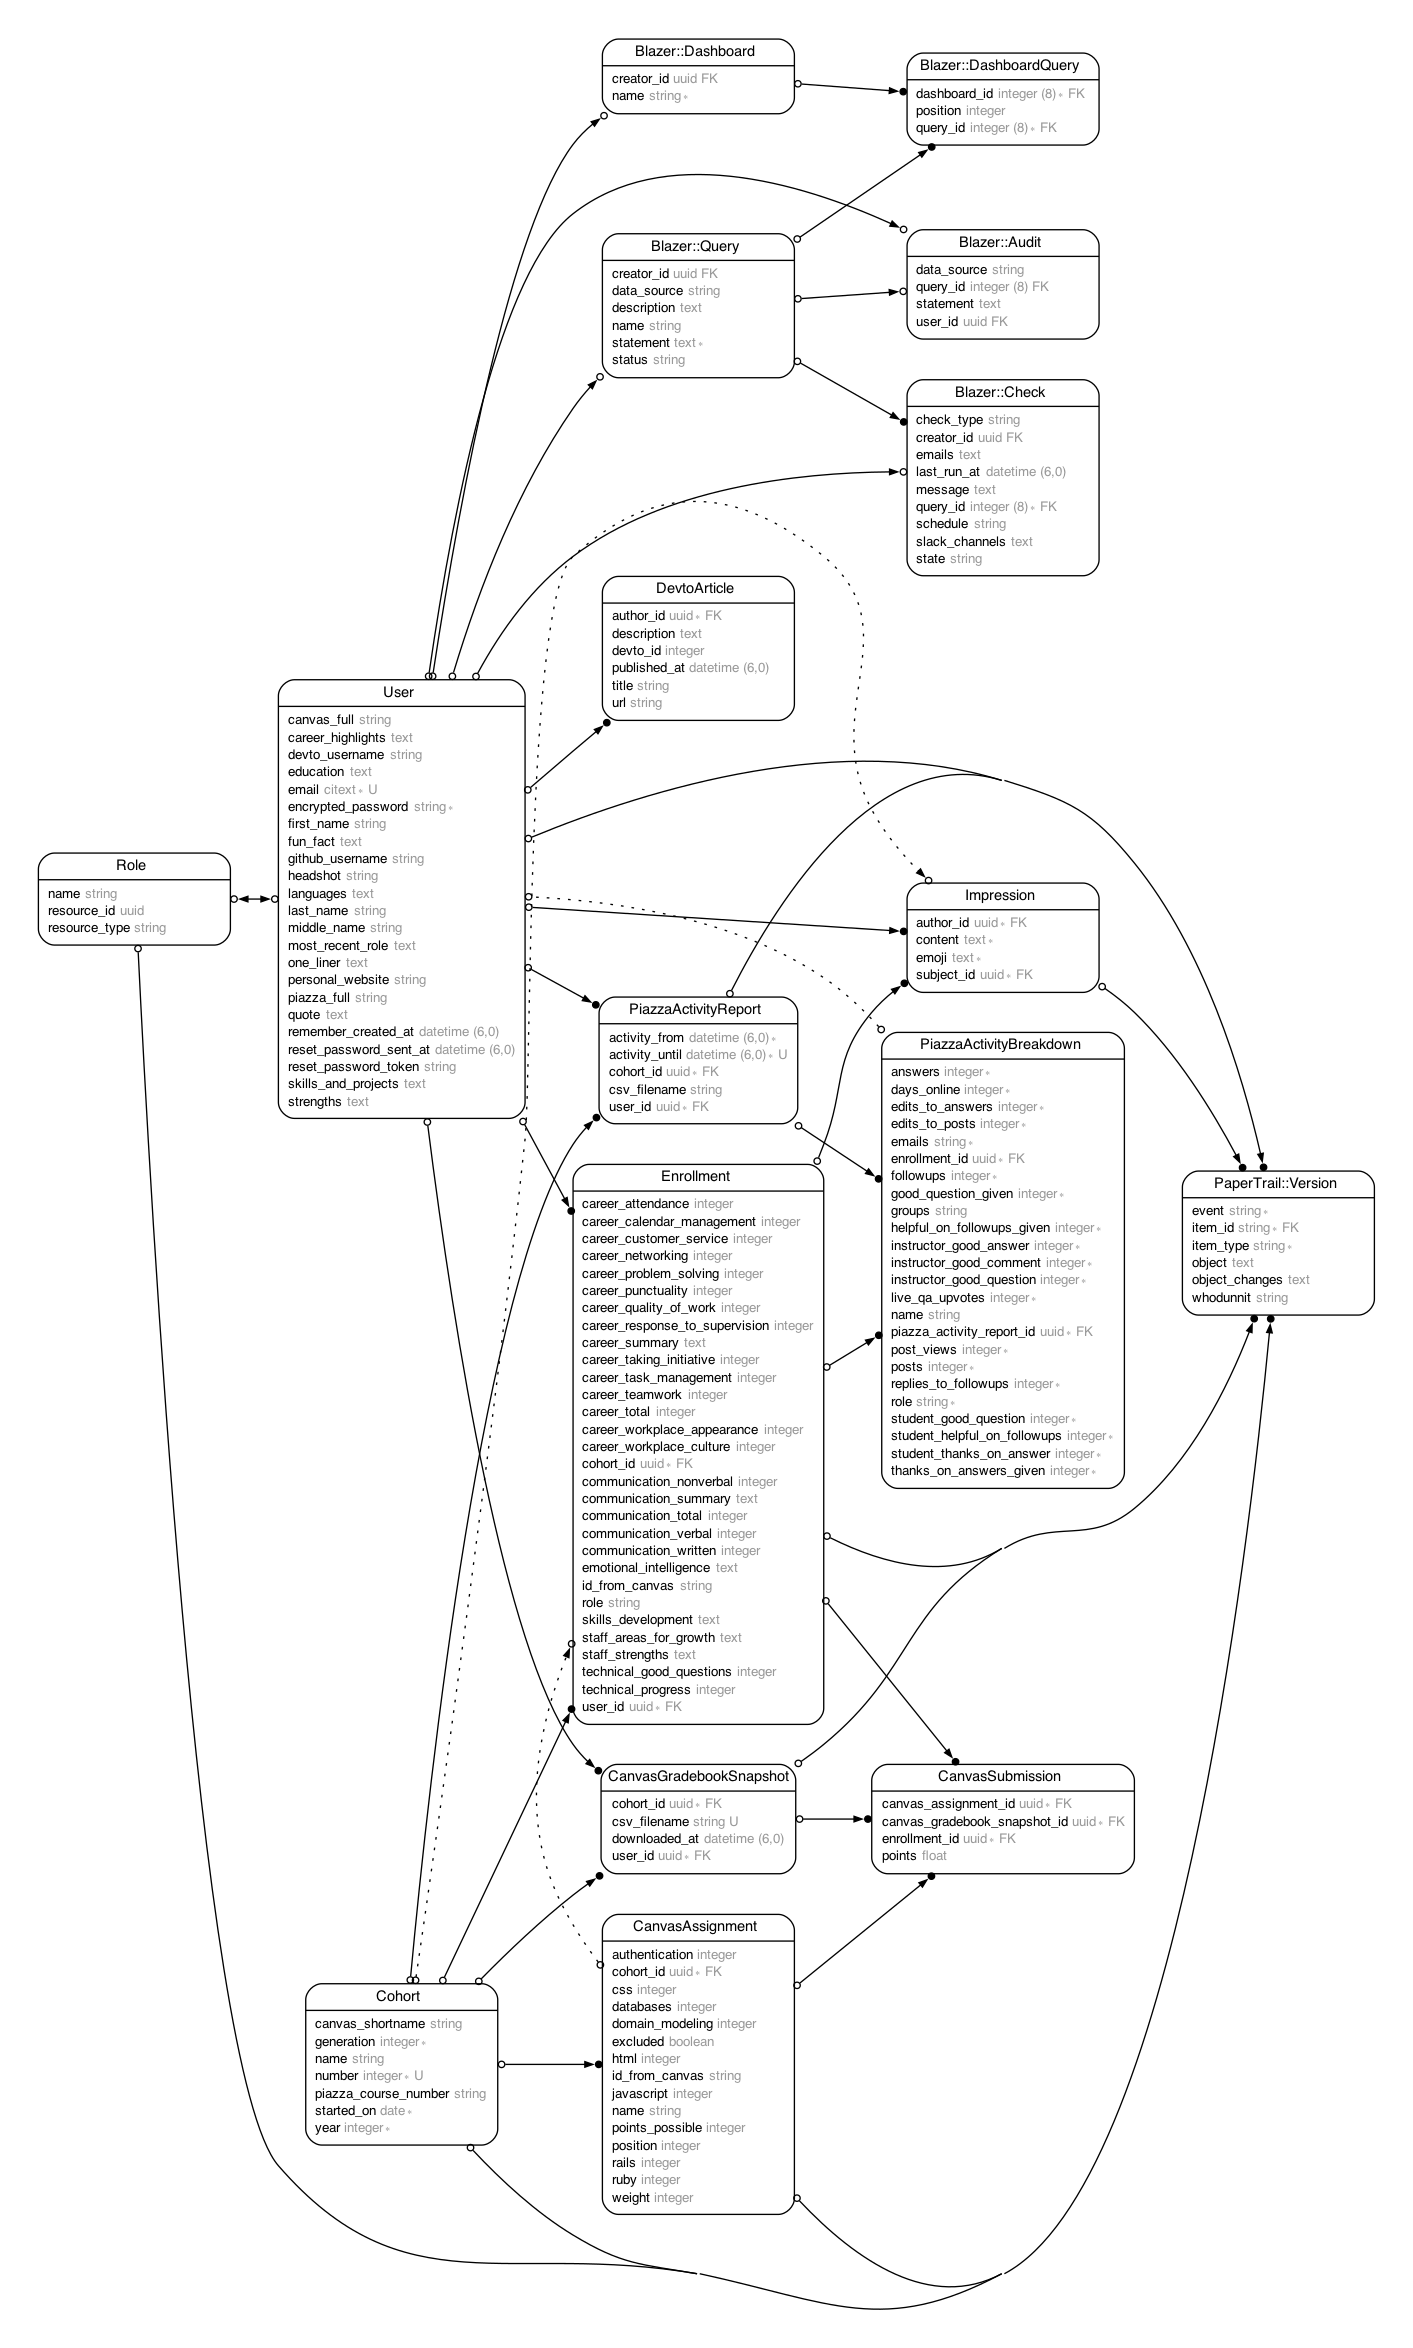 Blazer::Dashboard
creator_id uuid FK
name string∗
Blazer::DashboardQuery
dashboard_id integer (8)∗ FK
position integer
query_id integer (8)∗ FK
Blazer::Query
creator_id uuid FK
data_source string
description text
name string
statement text∗
status string
Blazer::Audit
data_source string
query_id integer (8) FK
statement text
user_id uuid FK
Blazer::Check
check_type string
creator_id uuid FK
emails text
last_run_at datetime (6,0)
message text
query_id integer (8)∗ FK
schedule string
slack_channels text
state string
DevtoArticle
author_id uuid∗ FK
description text
devto_id integer
published_at datetime (6,0)
title string
url string
User
canvas_full string
career_highlights text
devto_username string
education text
email citext∗ U
encrypted_password string∗
first_name string
fun_fact text
github_username string
headshot string
languages text
last_name string
middle_name string
most_recent_role text
one_liner text
personal_website string
piazza_full string
quote text
remember_created_at datetime (6,0)
reset_password_sent_at datetime (6,0)
reset_password_token string
skills_and_projects text
strengths text
Role
name string
resource_id uuid
resource_type string
Impression
author_id uuid∗ FK
content text∗
emoji text∗
subject_id uuid∗ FK
PiazzaActivityReport
activity_from datetime (6,0)∗
activity_until datetime (6,0)∗ U
cohort_id uuid∗ FK
csv_filename string
user_id uuid∗ FK
PiazzaActivityBreakdown
answers integer∗
days_online integer∗
edits_to_answers integer∗
edits_to_posts integer∗
emails string∗
enrollment_id uuid∗ FK
followups integer∗
good_question_given integer∗
groups string
helpful_on_followups_given integer∗
instructor_good_answer integer∗
instructor_good_comment integer∗
instructor_good_question integer∗
live_qa_upvotes integer∗
name string
piazza_activity_report_id uuid∗ FK
post_views integer∗
posts integer∗
replies_to_followups integer∗
role string∗
student_good_question integer∗
student_helpful_on_followups integer∗
student_thanks_on_answer integer∗
thanks_on_answers_given integer∗
PaperTrail::Version
event string∗
item_id string∗ FK
item_type string∗
object text
object_changes text
whodunnit string
Enrollment
career_attendance integer
career_calendar_management integer
career_customer_service integer
career_networking integer
career_problem_solving integer
career_punctuality integer
career_quality_of_work integer
career_response_to_supervision integer
career_summary text
career_taking_initiative integer
career_task_management integer
career_teamwork integer
career_total integer
career_workplace_appearance integer
career_workplace_culture integer
cohort_id uuid∗ FK
communication_nonverbal integer
communication_summary text
communication_total integer
communication_verbal integer
communication_written integer
emotional_intelligence text
id_from_canvas string
role string
skills_development text
staff_areas_for_growth text
staff_strengths text
technical_good_questions integer
technical_progress integer
user_id uuid∗ FK
CanvasGradebookSnapshot
cohort_id uuid∗ FK
csv_filename string U
downloaded_at datetime (6,0)
user_id uuid∗ FK
CanvasSubmission
canvas_assignment_id uuid∗ FK
canvas_gradebook_snapshot_id uuid∗ FK
enrollment_id uuid∗ FK
points float
CanvasAssignment
authentication integer
cohort_id uuid∗ FK
css integer
databases integer
domain_modeling integer
excluded boolean
html integer
id_from_canvas string
javascript integer
name string
points_possible integer
position integer
rails integer
ruby integer
weight integer
Cohort
canvas_shortname string
generation integer∗
name string
number integer∗ U
piazza_course_number string
started_on date∗
year integer∗